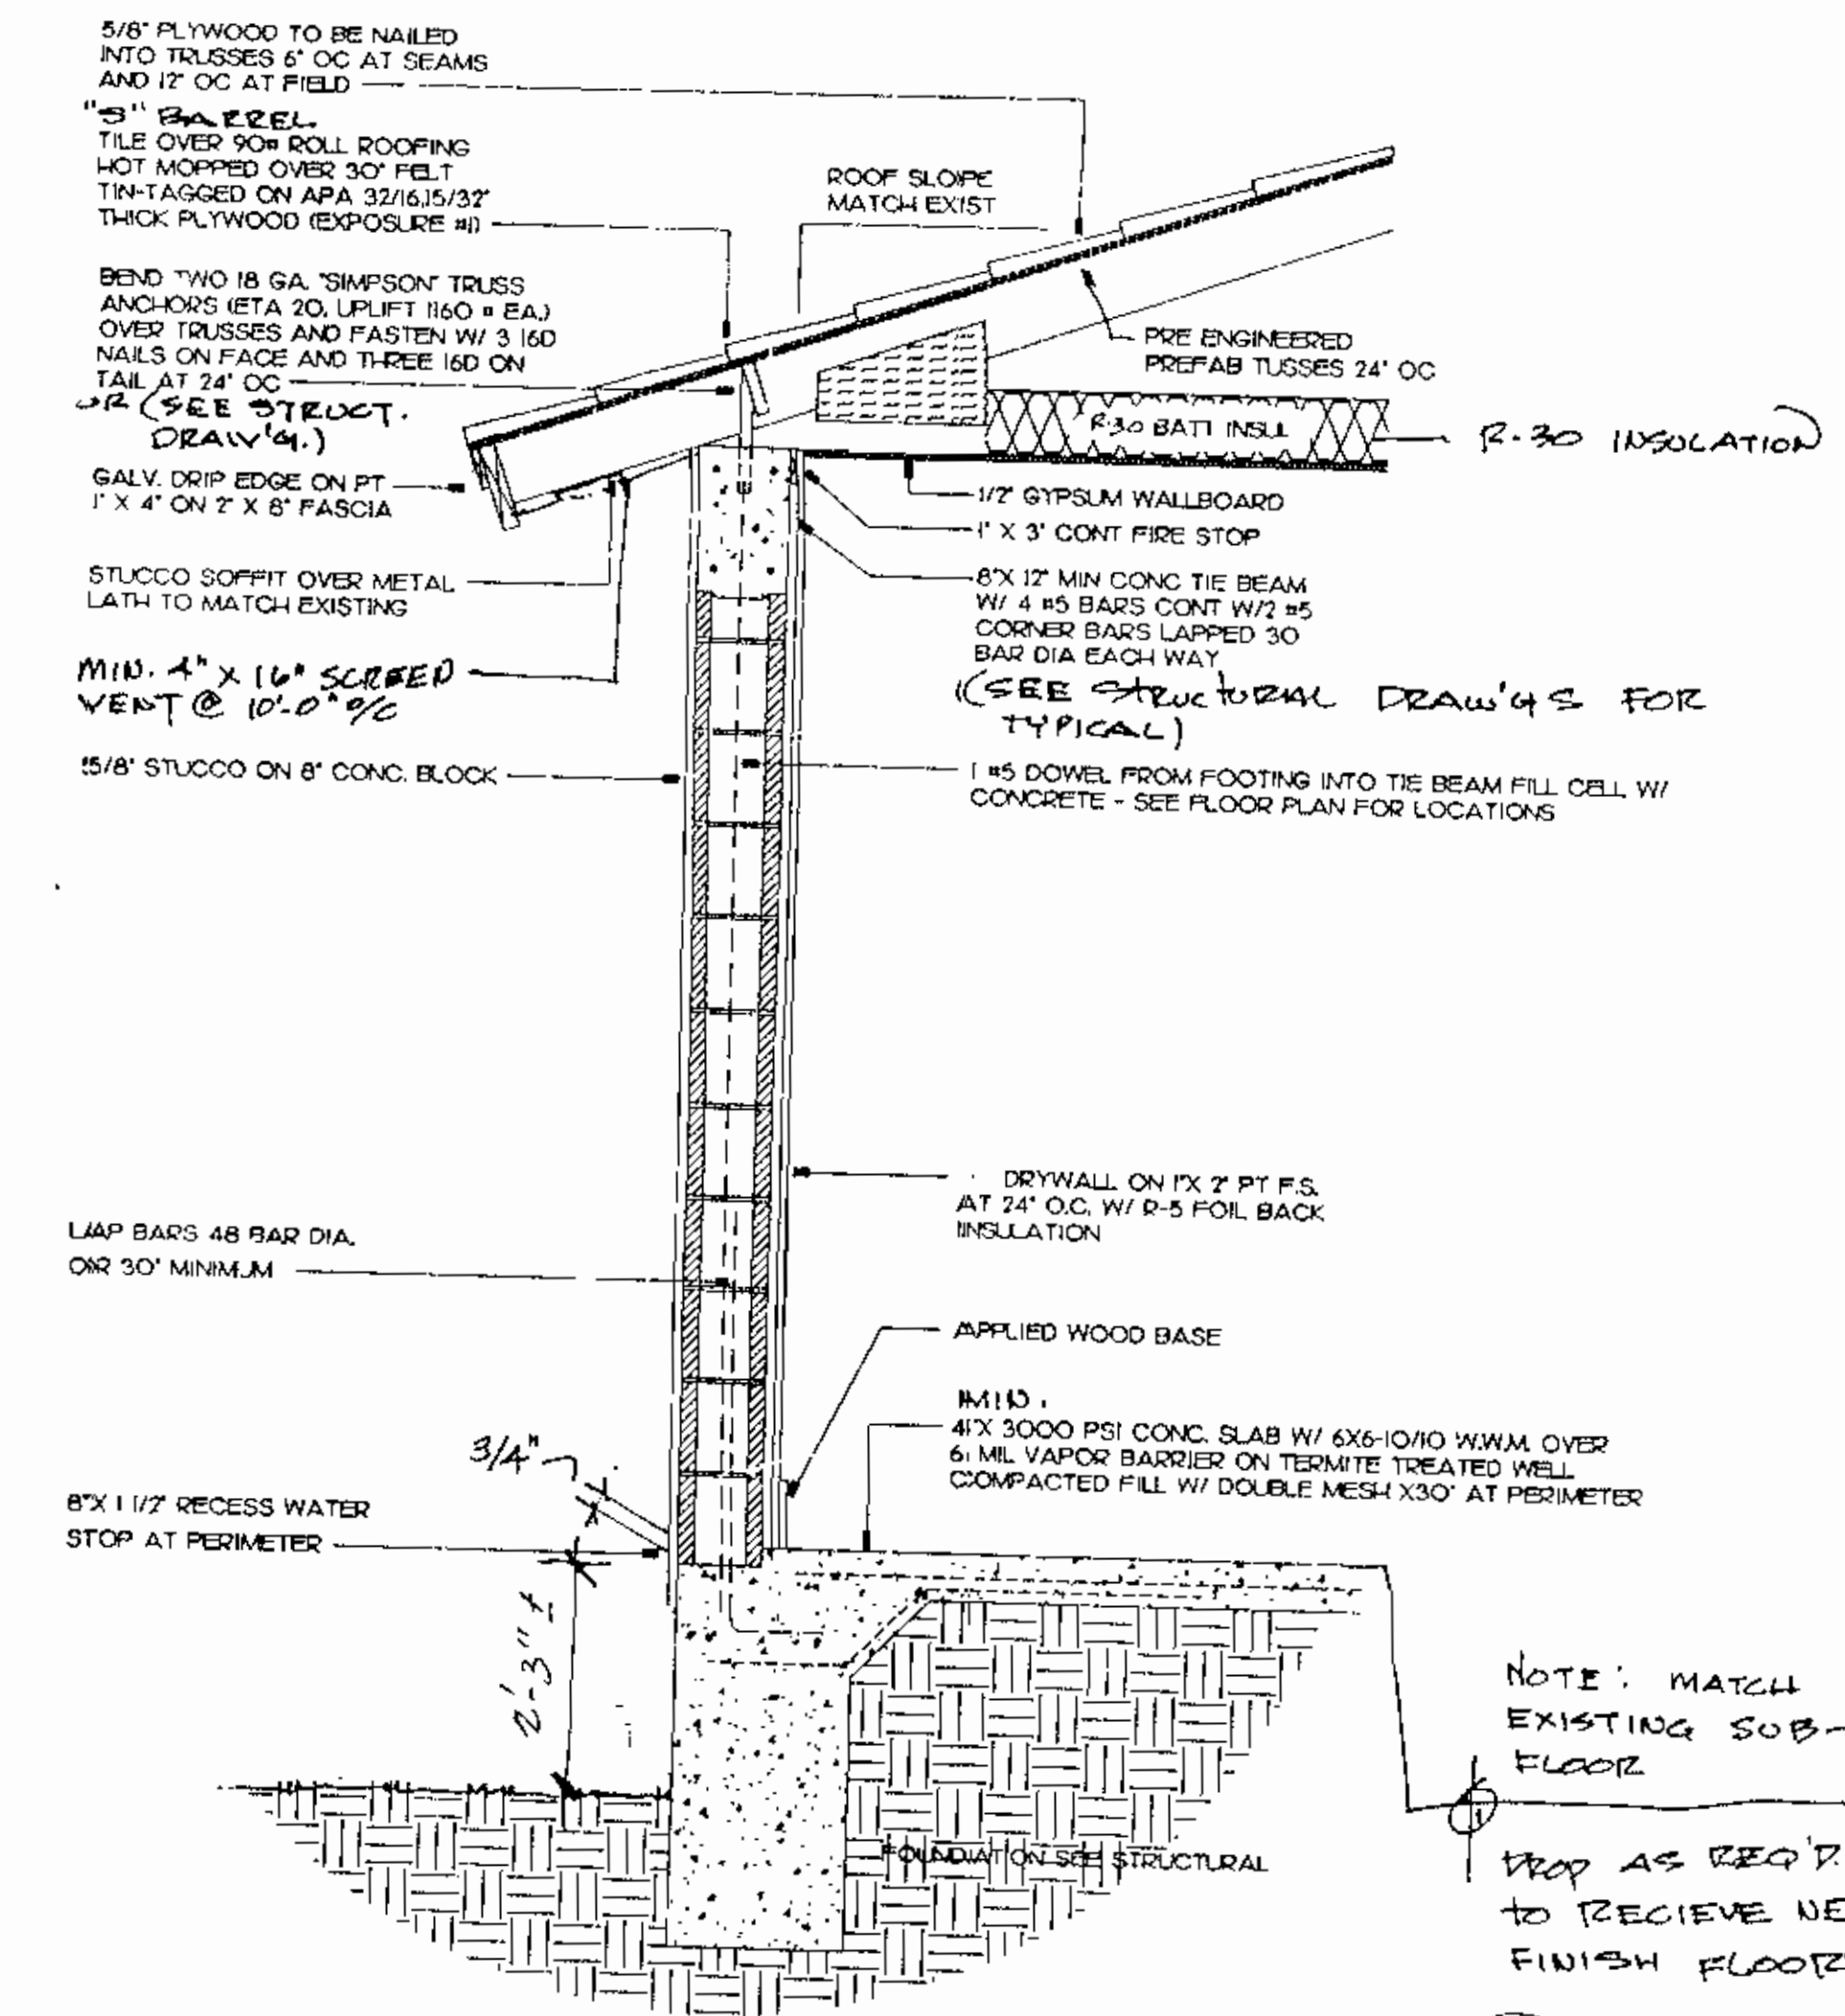 5/8" PLYWOOD TO BE NAILED
INTO TRUSSES 6" OC AT SEAMS
AND 12" OC AT FIELD
"S" BARREL
TILE OVER 90# ROLL ROOFING
HOT MOPPED OVER 30" FELT
TIN-TAGGED ON APA 32/16,15/32"
THICK PLYWOOD (EXPOSURE #1)
BEND TWO 18 GA. "SIMPSON" TRUSS
ANCHORS (ETA 20, UPLIFT 1160 # EA.)
OVER TRUSSES AND FASTEN W/ 3 16D
NAILS ON FACE AND THREE 16D ON
TAIL AT 24" OC
OR (SEE STRUCT.
DRAW'G.)
GALV. DRIP EDGE ON PT
1" X 4" ON 2" X 8" FASCIA
STUCCO SOFFIT OVER METAL
LATH TO MATCH EXISTING
MIN. 4" X 16" SCREED
VENT @ 10'-0" O/C
5/8" STUCCO ON 8" CONC. BLOCK
LAP BARS 48 BAR DIA.
OR 30" MINIMUM
3/4"
8"X 1 1/2" RECESS WATER
STOP AT PERIMETER
2'-3" ±
ROOF SLOPE
MATCH EXIST
PRE ENGINEERED
PREFAB TUSSES 24" OC
R-30 BATT INSUL
R-30 INSULATION
1/2" GYPSUM WALLBOARD
1" X 3" CONT FIRE STOP
8"X 12" MIN CONC TIE BEAM
W/ 4 #5 BARS CONT W/2 #5
CORNER BARS LAPPED 30
BAR DIA EACH WAY
(SEE STRUCTURAL DRAW'GS FOR
TYPICAL)
1 #5 DOWEL FROM FOOTING INTO TIE BEAM FILL CELL W/
CONCRETE - SEE FLOOR PLAN FOR LOCATIONS
DRYWALL ON 1"X 2" PT F.S.
AT 24" O.C. W/ R-5 FOIL BACK
INSULATION
APPLIED WOOD BASE
MIN.
4"X 3000 PSI CONC. SLAB W/ 6X6-10/10 W.W.M. OVER
6 MIL VAPOR BARRIER ON TERMITE TREATED WELL
COMPACTED FILL W/ DOUBLE MESH X30" AT PERIMETER
FOUNDATION SEE STRUCTURAL
NOTE: MATCH
EXISTING SUB-
FLOOR
DROP AS REQ'D.
TO RECIEVE NE
FINISH FLOOR